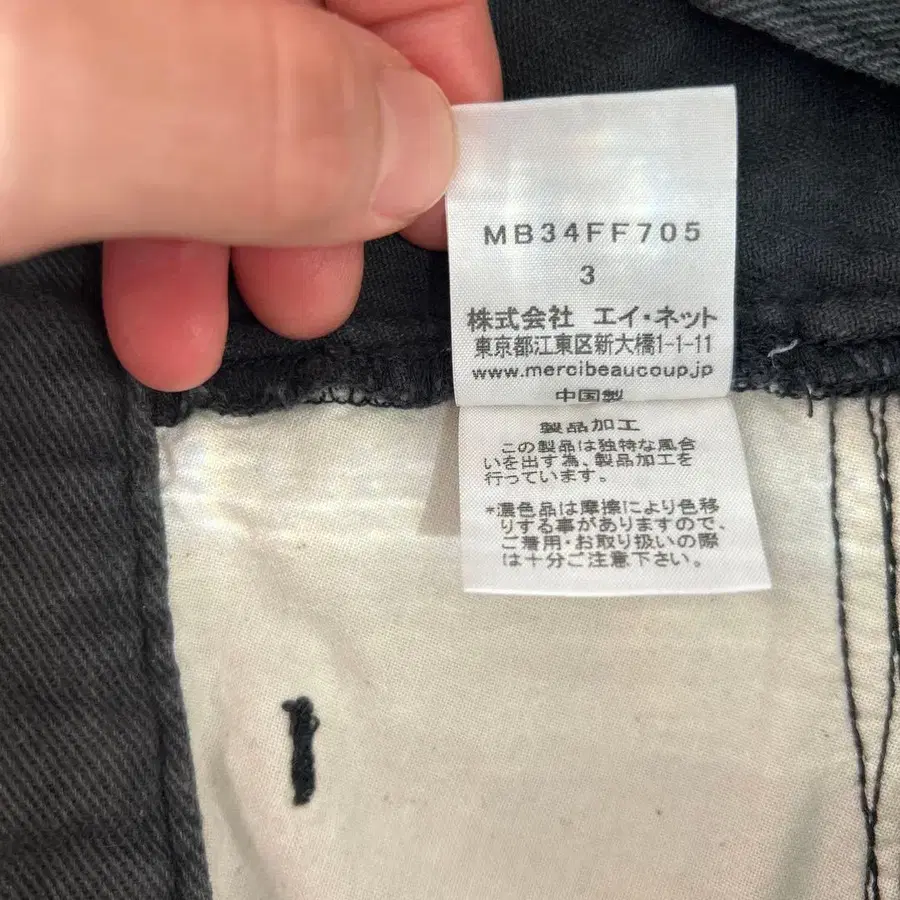 MB34FF705
3
株式会社 エイ・ネット
東京都江東区新大橋1-1-11
www.mercibeaucoup.jp
中国製
製品加工
この製品は独特な風合
いを出す為、製品加工を
行っています。
*濃色品は摩擦により色移
りする事がありますので、
ご着用・お取り扱いの際
は十分ご注意下さい。